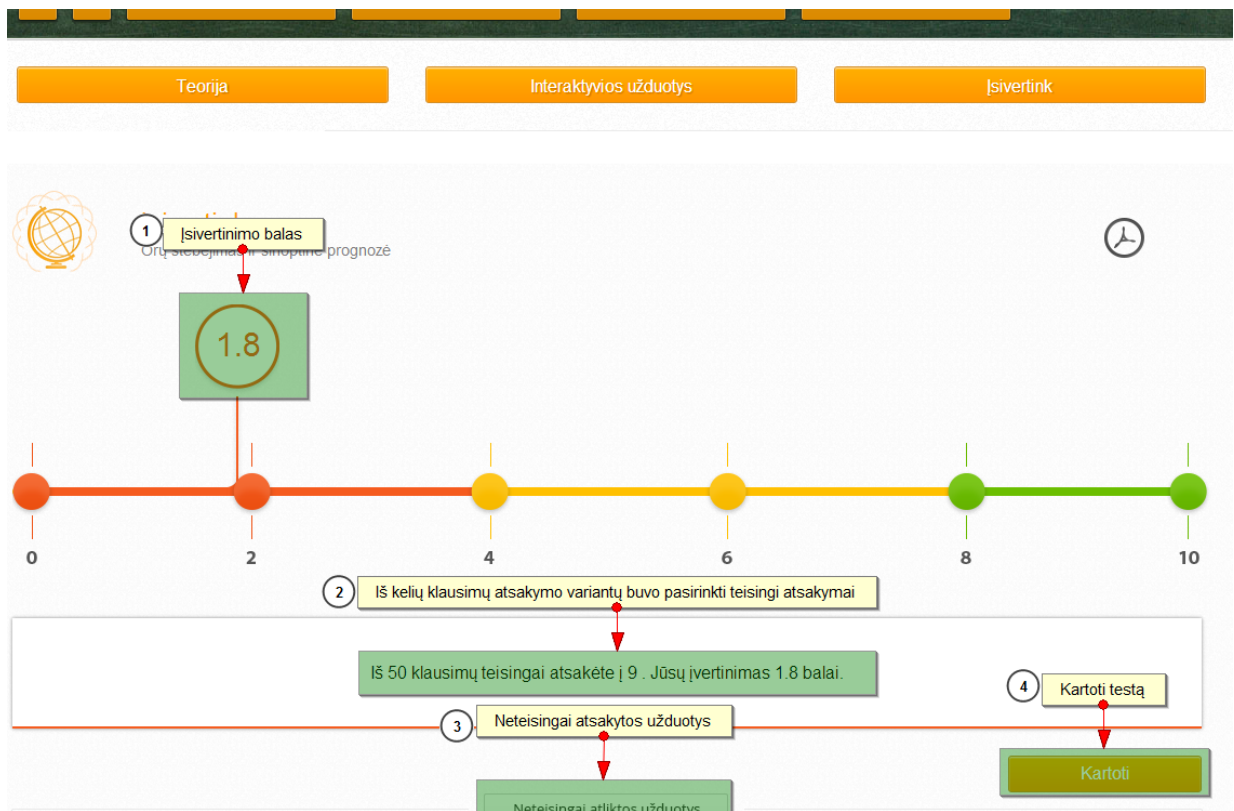 Teorija
Interaktyvios užduotys
Įsivertink
1 Įsivertinimo balas
Orų stebėjimas ir sinoptinė prognozė
1.8
0 2 4 6 8 10
2 Iš kelių klausimų atsakymo variantų buvo pasirinkti teisingi atsakymai
Iš 50 klausimų teisingai atsakėte į 9 . Jūsų įvertinimas 1.8 balai.
4 Kartoti testą
3 Neteisingai atsakytos užduotys
Kartoti
Neteisingai atliktos užduotys